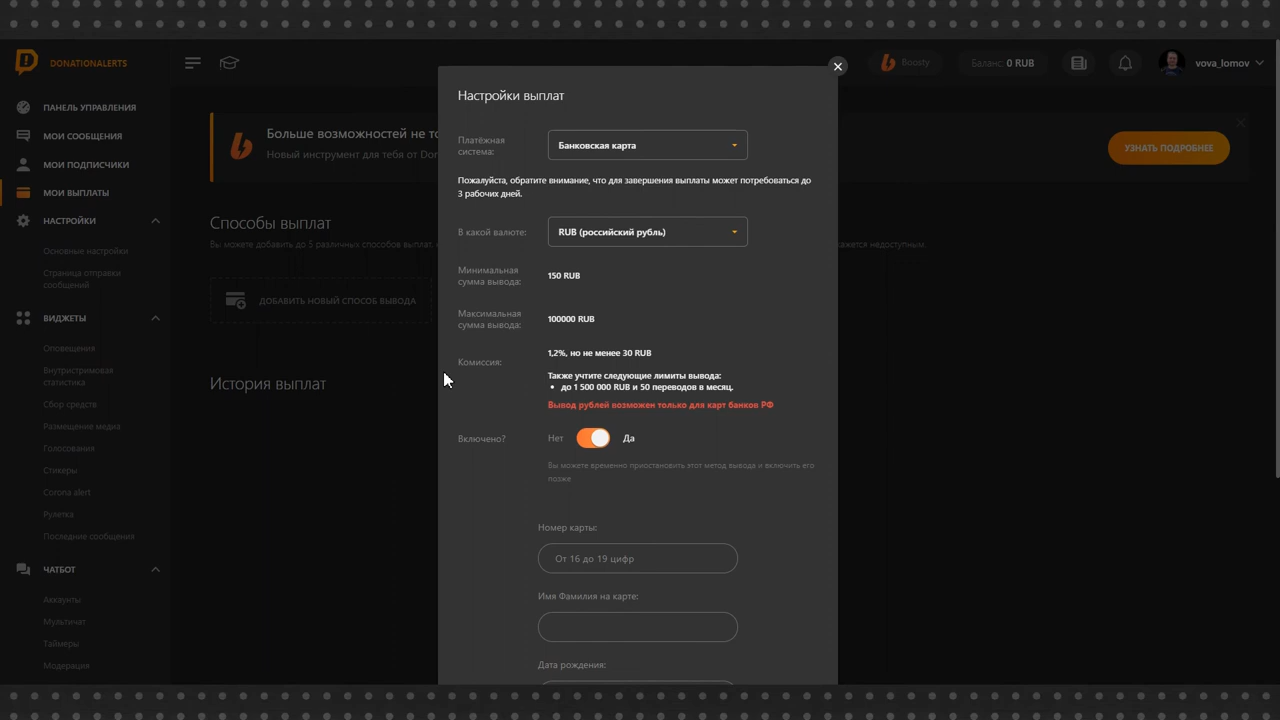 DONATIONALERTS
Boosty
Баланс: 0 RUB
vova_lomov
ПАНЕЛЬ УПРАВЛЕНИЯ
МОИ СООБЩЕНИЯ
МОИ ПОДПИСЧИКИ
МОИ ВЫПЛАТЫ
НАСТРОЙКИ
Основные настройки
Страница отправки
сообщений
ВИДЖЕТЫ
Оповещения
Внутристримовая
статистика
Сбор средств
Размещение медиа
Голосования
Стикеры
Corona alert
Рулетка
Последние сообщения
ЧАТБОТ
Аккаунты
Мультичат
Таймеры
Модерация
Больше возможностей не то
Новый инструмент для тебя от Don
УЗНАТЬ ПОДРОБНЕЕ
Способы выплат
Вы можете добавить до 5 различных способов выплат,
кажется недоступным.
ДОБАВИТЬ НОВЫЙ СПОСОБ ВЫВОДА
История выплат
Настройки выплат
Платёжная
система:
Банковская карта
Пожалуйста, обратите внимание, что для завершения выплаты может потребоваться до
3 рабочих дней.
В какой валюте:
RUB (российский рубль)
Минимальная
сумма вывода:
150 RUB
Максимальная
сумма вывода:
100000 RUB
Комиссия:
1,2%, но не менее 30 RUB
Также учтите следующие лимиты вывода:
• до 1 500 000 RUB и 50 переводов в месяц.
Вывод рублей возможен только для карт банков РФ
Включено?
Нет
Да
Вы можете временно приостановить этот метод вывода и включить его
позже
Номер карты:
От 16 до 19 цифр
Имя Фамилия на карте:
Дата рождения: